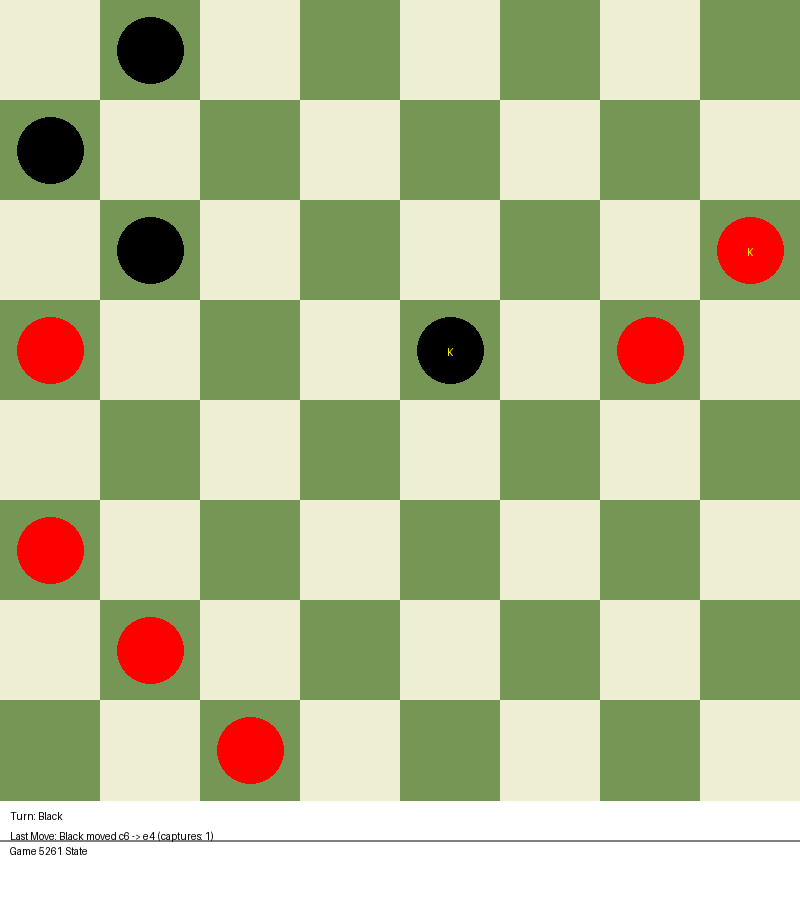 K
K
Turn: Black
Last Move: Black moved c6 -> e4 (captures: 1)
Game 5261 State